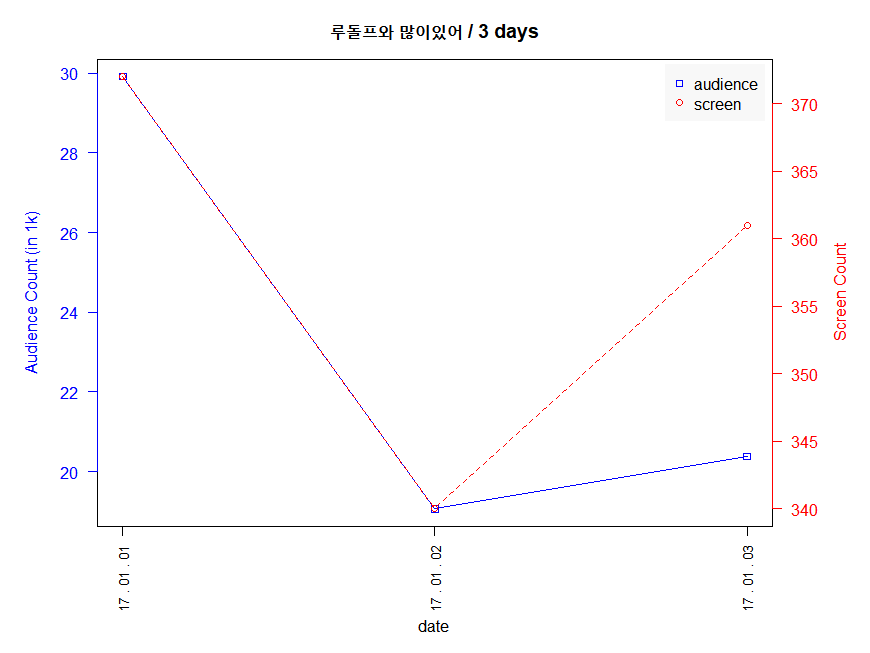 루돌프와 많이있어 / 3 days
audience
screen
30
28
26
24
22
20
Audience Count (in 1k)
370
365
360
355
350
345
340
Screen Count
17 . 01 . 01
17 . 01 . 02
17 . 01 . 03
date